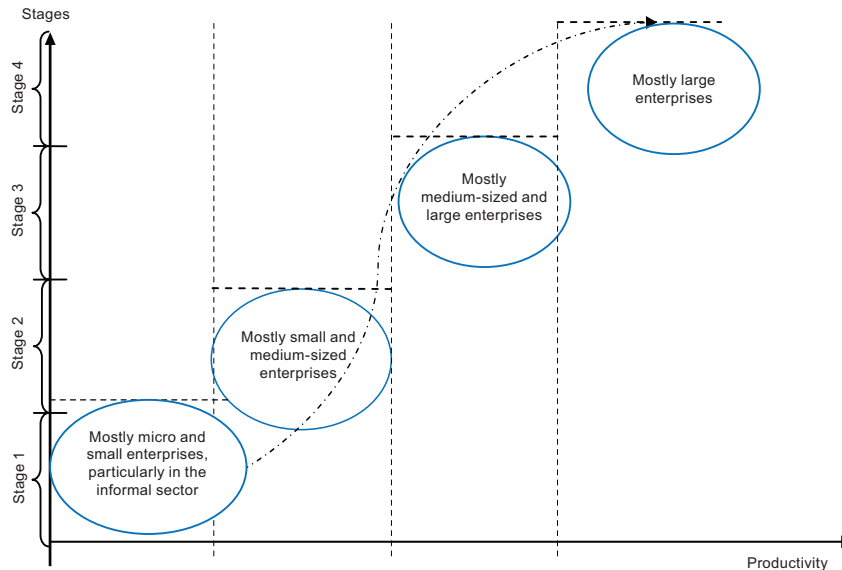 Stages
Stage 4
Mostly large
enterprises
Stage 3
Mostly
medium-sized and
large enterprises
Stage 2
Mostly small and
medium-sized
enterprises
Stage 1
Mostly micro and
small enterprises,
particularly in the
informal sector
Productivity